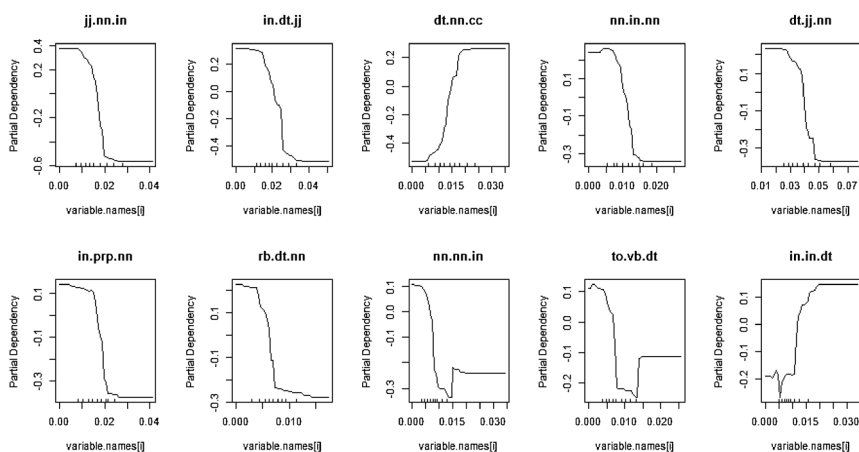 jj.nn.in
in.dt.jj
dt.nn.cc
nn.in.nn
dt.jj.nn
Partial Dependency
-0.6 -0.2 0.2 0.4
0.00 0.02 0.04
variable.names[i]
Partial Dependency
-0.4 -0.2 0.0 0.2
0.00 0.02 0.04
variable.names[i]
Partial Dependency
-0.4 -0.2 0.0 0.2
0.000 0.015 0.030
variable.names[i]
Partial Dependency
-0.3 -0.1 0.1
0.000 0.010 0.020
variable.names[i]
Partial Dependency
-0.3 -0.1 0.1
0.01 0.03 0.05 0.07
variable.names[i]
in.prp.nn
rb.dt.nn
nn.nn.in
to.vb.dt
in.in.dt
Partial Dependency
-0.3 -0.1 0.1
0.00 0.02 0.04
variable.names[i]
Partial Dependency
-0.3 -0.1 0.1 0.2
0.000 0.010
variable.names[i]
Partial Dependency
-0.3 -0.1 0.1
0.000 0.015 0.030
variable.names[i]
Partial Dependency
-0.2 -0.1 0.0 0.1
0.000 0.010 0.020
variable.names[i]
Partial Dependency
-0.2 -0.1 0.0 0.1
0.000 0.015 0.030
variable.names[i]